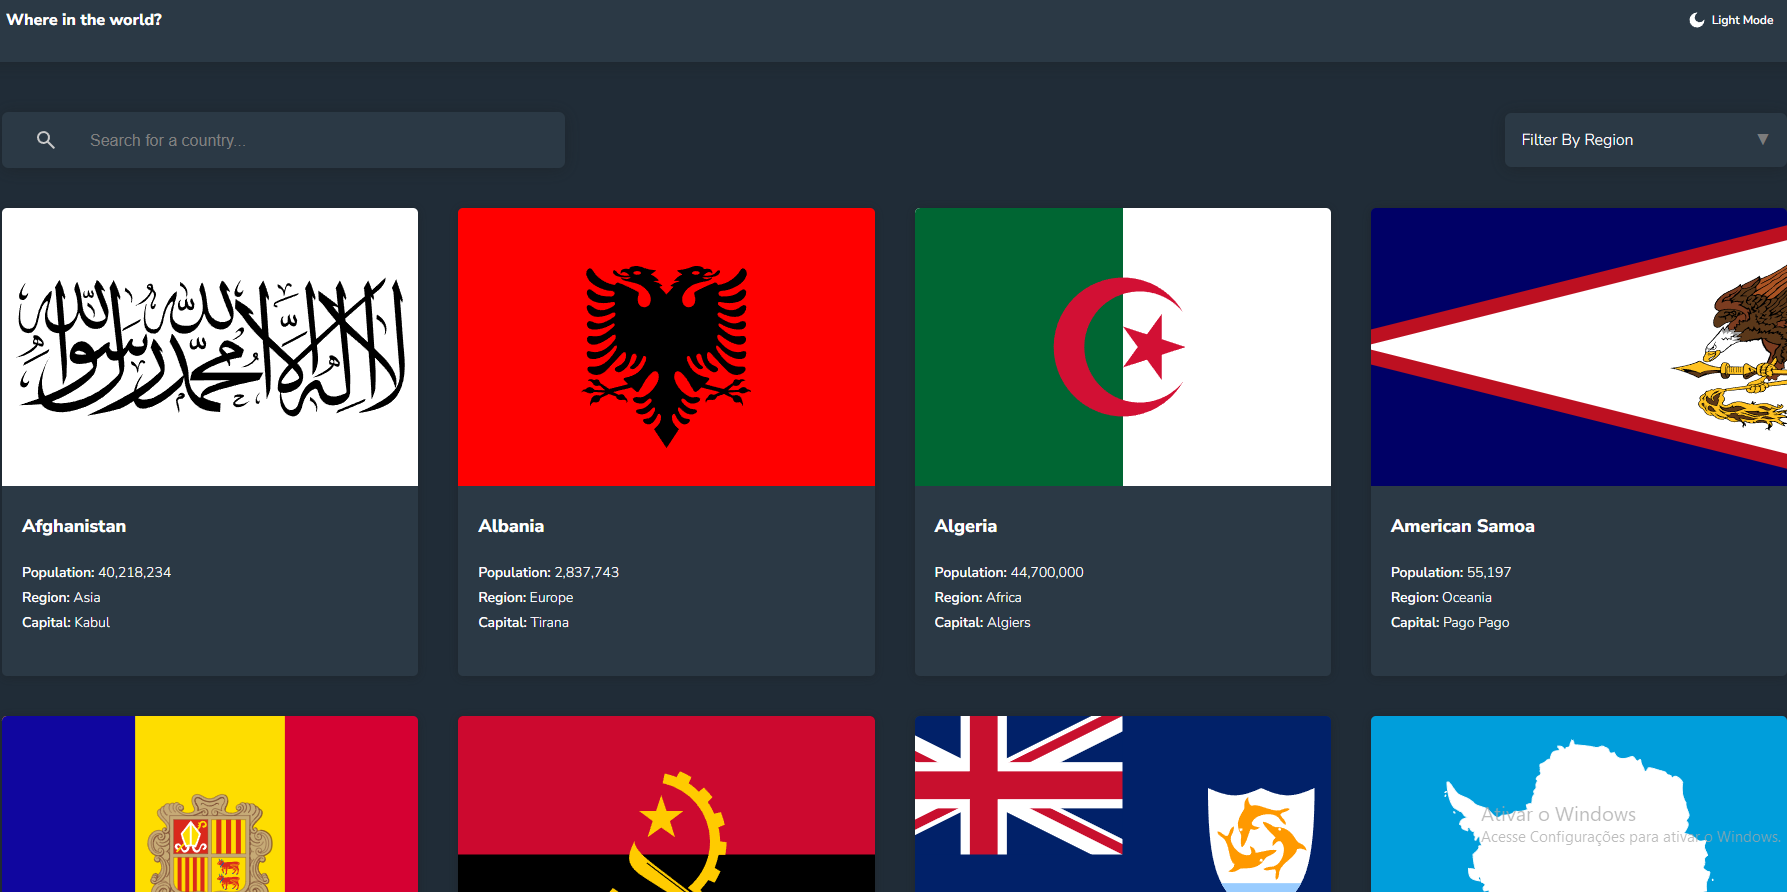 Where in the world?
Light Mode
Search for a country...
Filter By Region
لا إله إلا الله محمد رسول الله
Afghanistan
Population: 40,218,234
Region: Asia
Capital: Kabul
Albania
Population: 2,837,743
Region: Europe
Capital: Tirana
Algeria
Population: 44,700,000
Region: Africa
Capital: Algiers
American Samoa
Population: 55,197
Region: Oceania
Capital: Pago Pago
Ativar o Windows
Acesse Configurações para ativar o Windows.